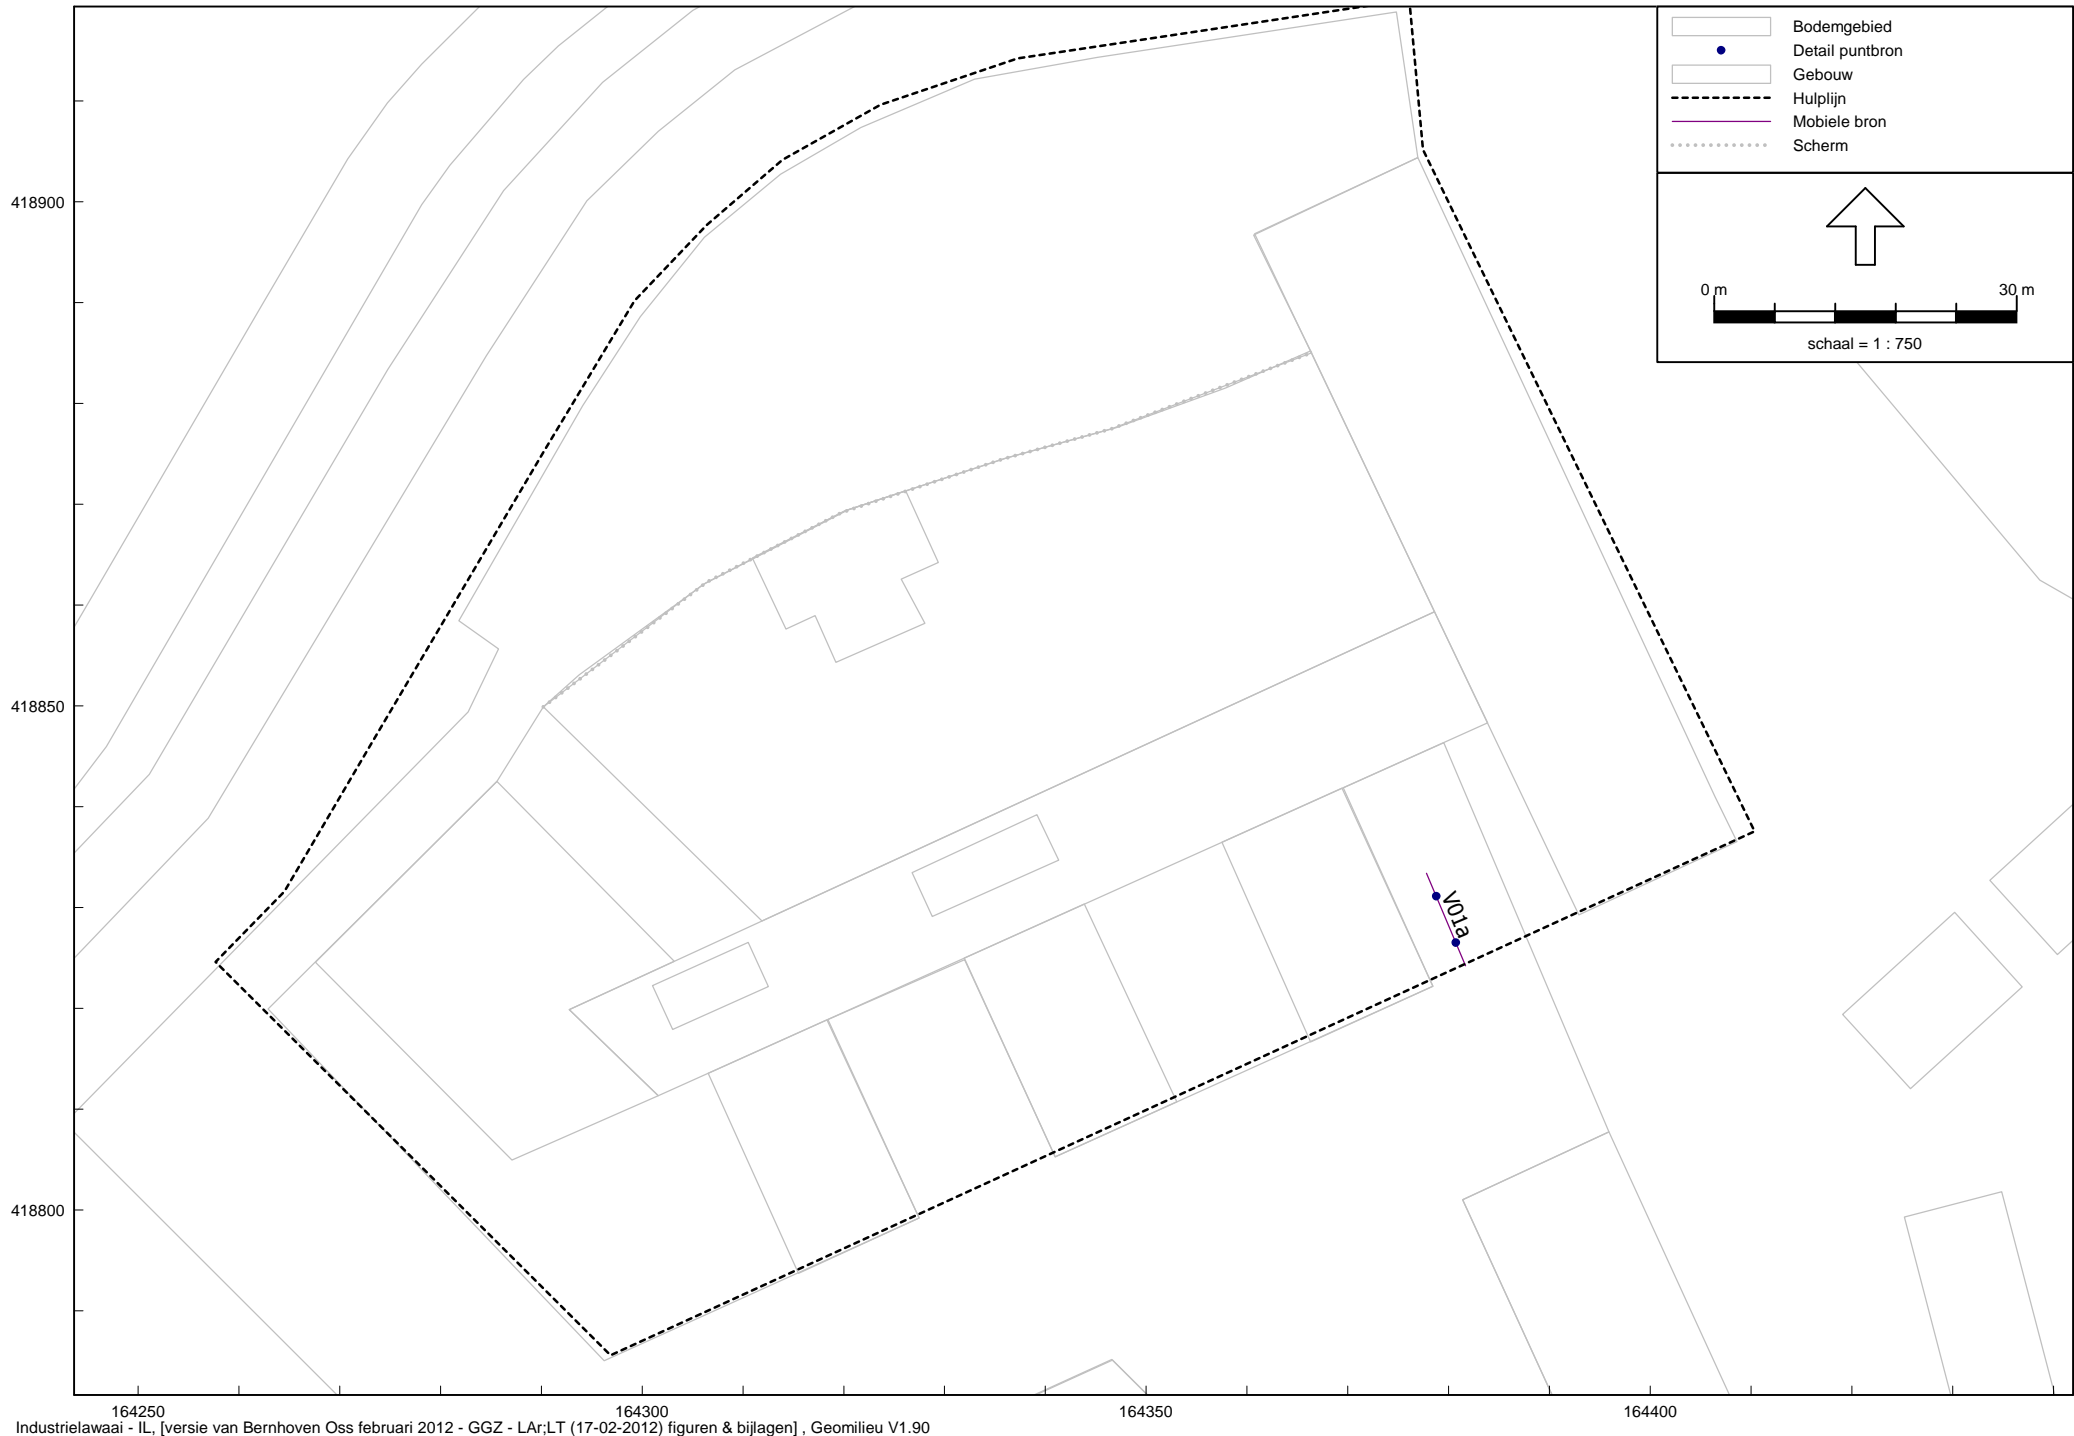 Bodemgebied
Detail puntbron
Gebouw
Hulplijn
Mobiele bron
Scherm
418900
0 m 30 m
schaal = 1 : 750
418850
V01a
418800
164250 164300 164350 164400
Industrielawaai - IL, [versie van Bernhoven Oss februari 2012 - GGZ - LAr;LT (17-02-2012) figuren & bijlagen] , Geomilieu V1.90